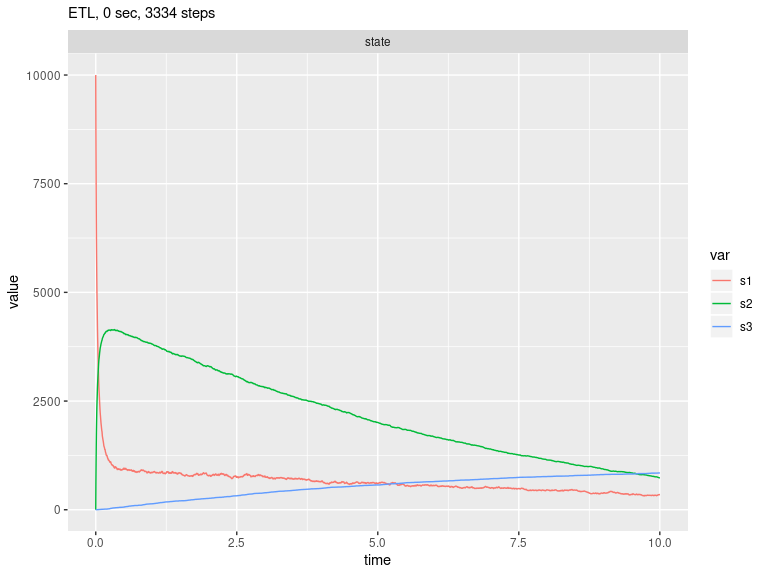 ETL, 0 sec, 3334 steps
state
10000
7500
5000
2500
0
value
0.0 2.5 5.0 7.5 10.0
time
var
s1
s2
s3